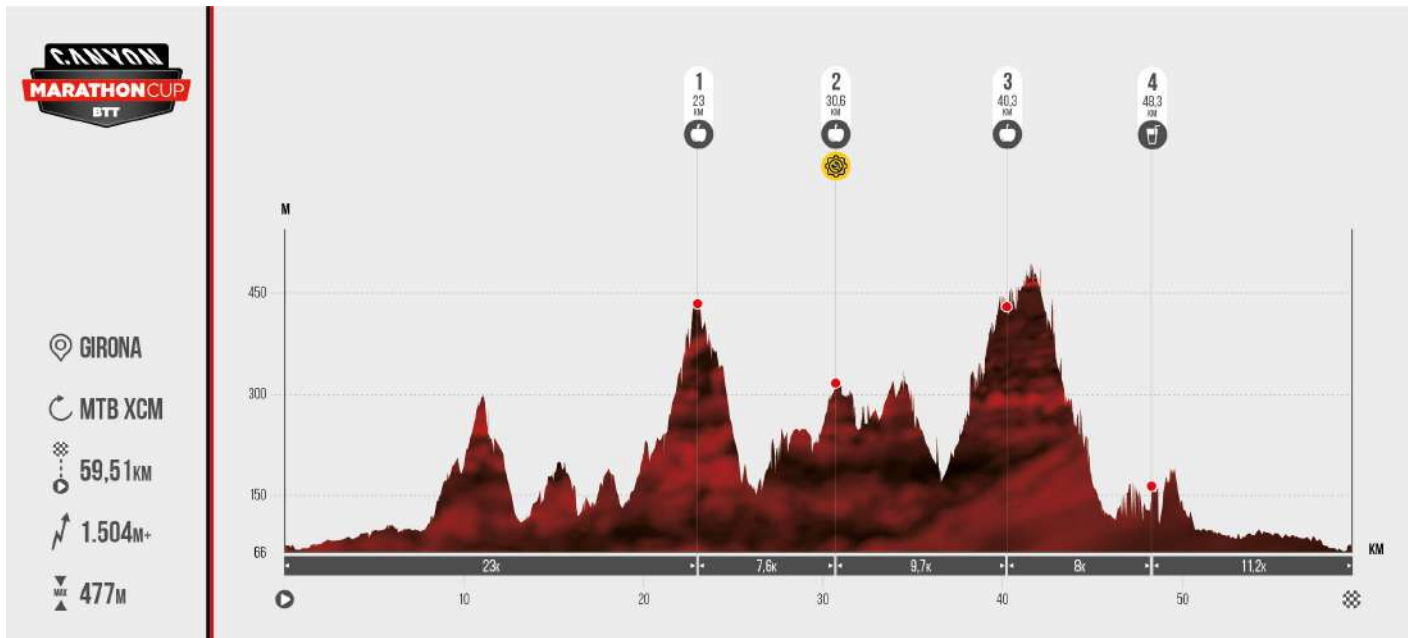 CANYON
MARATHON CUP
BTT
GIRONA
MTB XCM
59,51KM
1.504M+
MAX
477M
1
23
KM
2
30,6
KM
3
40,3
KM
4
48,3
KM
M
450
300
150
66
KM
23K
7,6K
9,7K
8K
11,2K
10
20
30
40
50